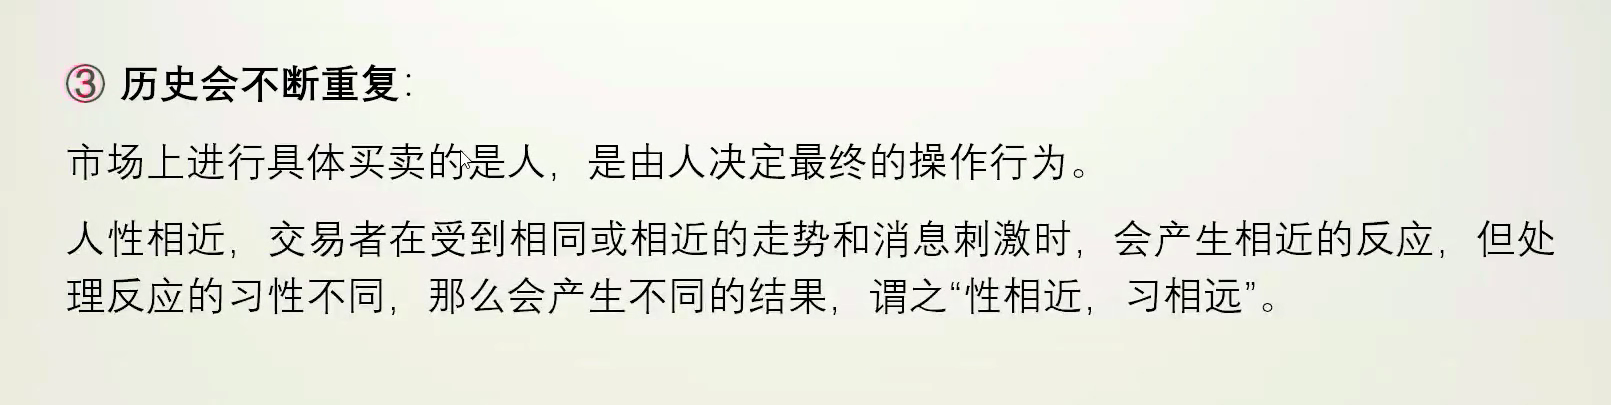 ③ 历史会不断重复：
市场上进行具体买卖的是人，是由人决定最终的操作行为。
人性相近，交易者在受到相同或相近的走势和消息刺激时，会产生相近的反应，但处
理反应的习性不同，那么会产生不同的结果，谓之“性相近，习相远”。